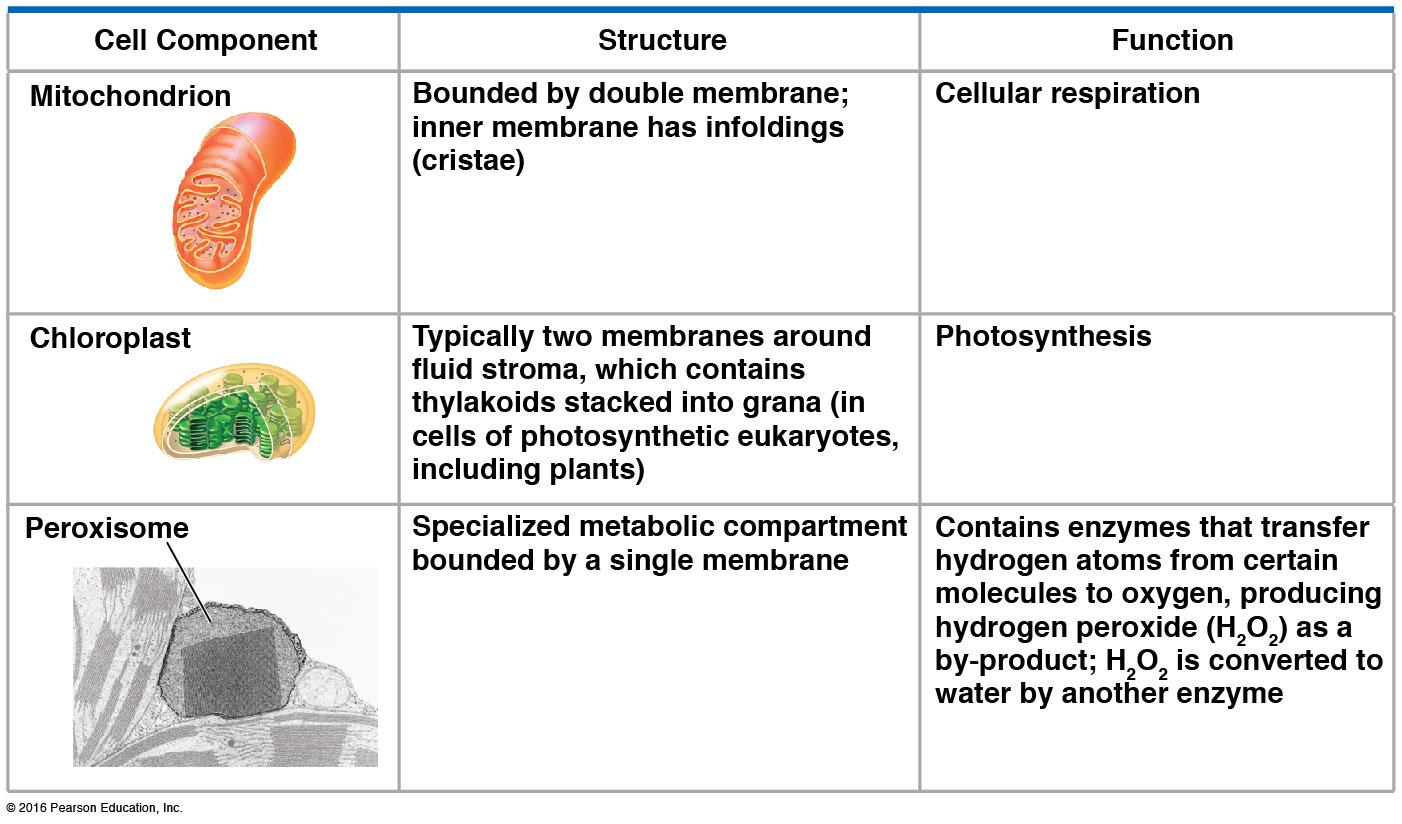 Cell Component
Structure
Function
Mitochondrion
Bounded by double membrane;
inner membrane has infoldings
(cristae)
Cellular respiration
Chloroplast
Typically two membranes around
fluid stroma, which contains
thylakoids stacked into grana (in
cells of photosynthetic eukaryotes,
including plants)
Photosynthesis
Peroxisome
Specialized metabolic compartment
bounded by a single membrane
Contains enzymes that transfer
hydrogen atoms from certain
molecules to oxygen, producing
hydrogen peroxide (H₂O₂) as a
by-product; H₂O₂ is converted to
water by another enzyme
© 2016 Pearson Education, Inc.